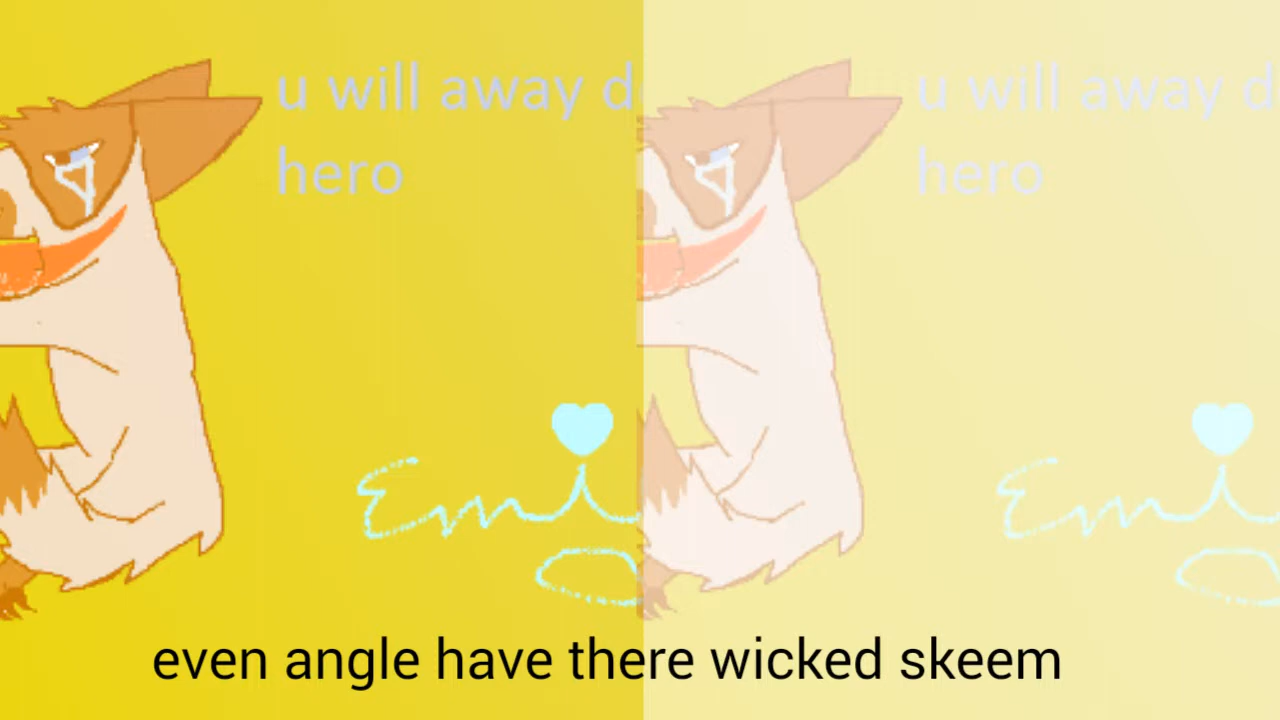 u will away d u will away d
hero hero
Emi Emi
even angle have there wicked skeem